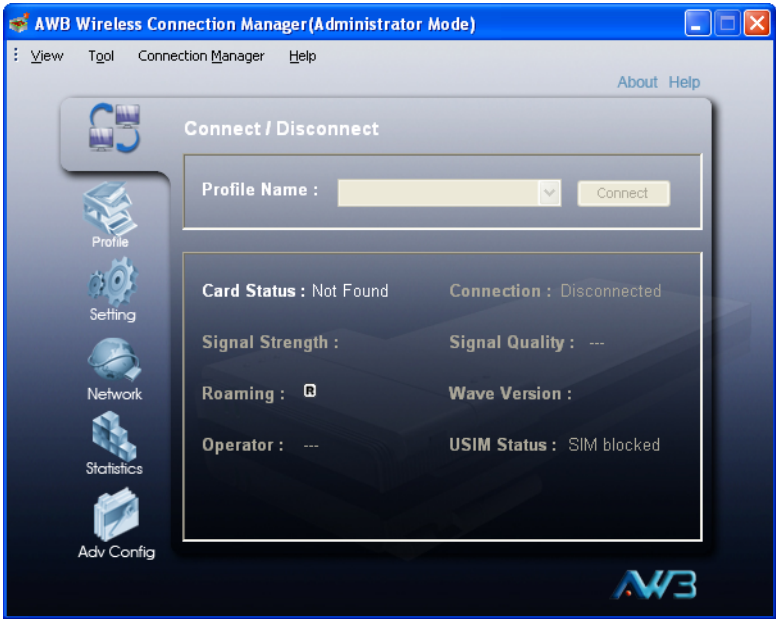 AWB Wireless Connection Manager(Administrator Mode)
View Tool Connection Manager Help
About Help
Connect / Disconnect
Profile Name : Connect
Profile
Card Status : Not Found Connection : Disconnected
Setting
Signal Strength : Signal Quality : ---
Roaming : R Wave Version :
Network
Operator : --- USIM Status : SIM blocked
Statistics
Adv Config
AWB